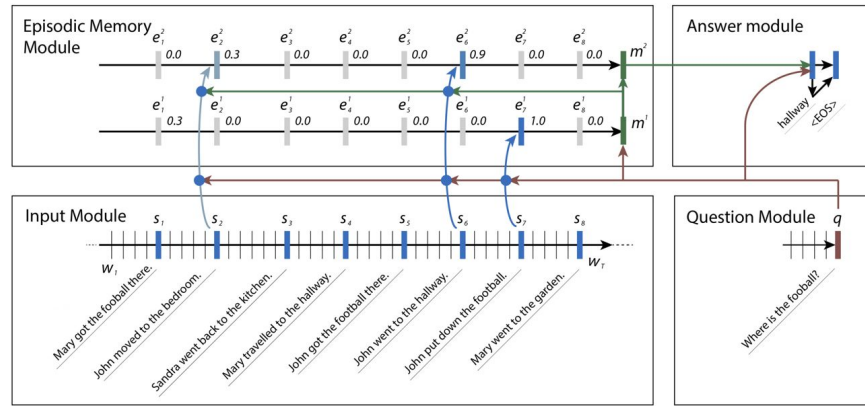 Episodic Memory Module
Answer module
e₁² e₂² e₃² e₄² e₅² e₆² e₇² e₈² m²
0.0 0.3 0.0 0.0 0.0 0.9 0.0 0.0
e₁¹ e₂¹ e₃¹ e₄¹ e₅¹ e₆¹ e₇¹ e₈¹ m¹
0.3 0.0 0.0 0.0 0.0 0.0 1.0 0.0
hallway
<EOS>
Input Module
s₁ s₂ s₃ s₄ s₅ s₆ s₇ s₈
w₁
w_T
Mary got the fooball there.
John moved to the bedroom.
Sandra went back to the kitchen.
Mary travelled to the hallway.
John got the football there.
John went to the hallway.
John put down the football.
Mary went to the garden.
Question Module
q
Where is the fooball?